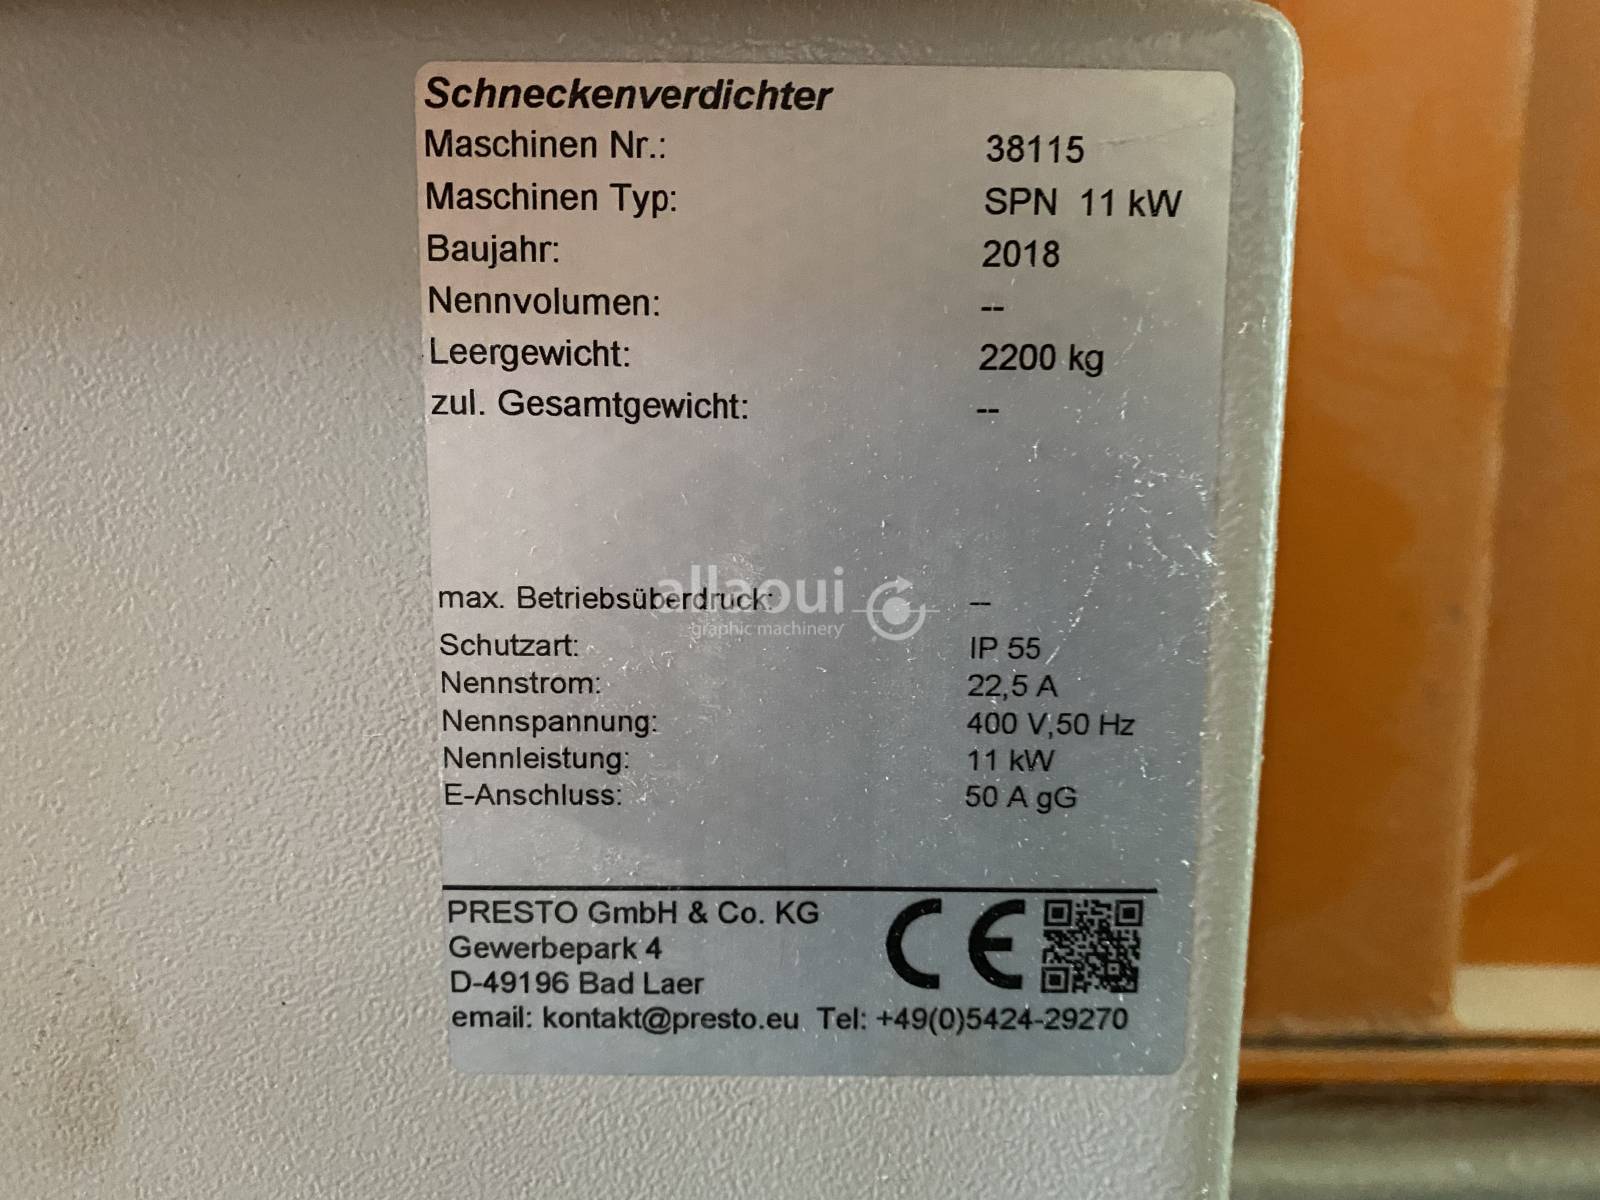 Schneckenverdichter
Maschinen Nr.: 38115
Maschinen Typ: SPN 11 kW
Baujahr: 2018
Nennvolumen: --
Leergewicht: 2200 kg
zul. Gesamtgewicht: --
allaoui
graphic machinery
max. Betriebsüberdruck: --
Schutzart: IP 55
Nennstrom: 22,5 A
Nennspannung: 400 V,50 Hz
Nennleistung: 11 kW
E-Anschluss: 50 A gG
PRESTO GmbH & Co. KG
Gewerbepark 4
D-49196 Bad Laer
email: kontakt@presto.eu Tel: +49(0)5424-29270
CE